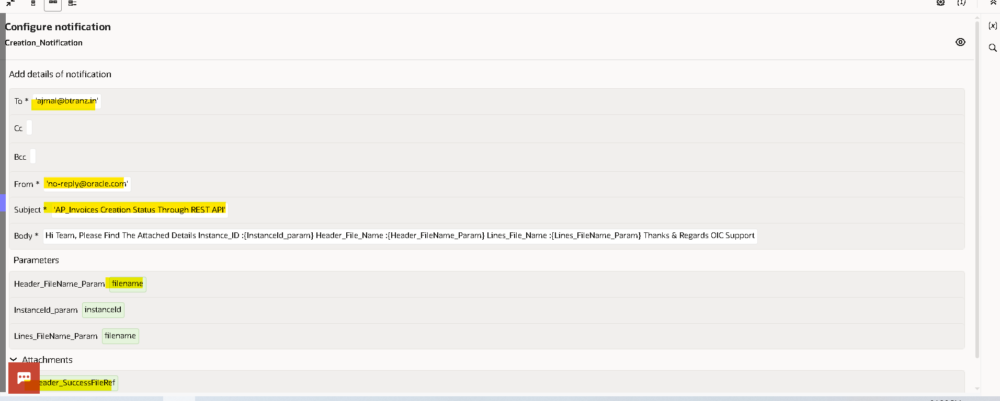 (x)
Configure notification
Creation_Notification
Add details of notification
To * 'ajmal@btranz.in'
Cc
Bcc
From * 'no-reply@oracle.com'
Subject * 'AP_Invoices Creation Status Through REST API'
Body * Hi Team, Please Find The Attached Details Instance_ID :{InstanceId_param} Header_File_Name :{Header_FileName_Param} Lines_File_Name :{Lines_FileName_Param} Thanks & Regards OIC Support
Parameters
Header_FileName_Param filename
InstanceId_param instanceId
Lines_FileName_Param filename
Attachments
eader_SuccessFileRef